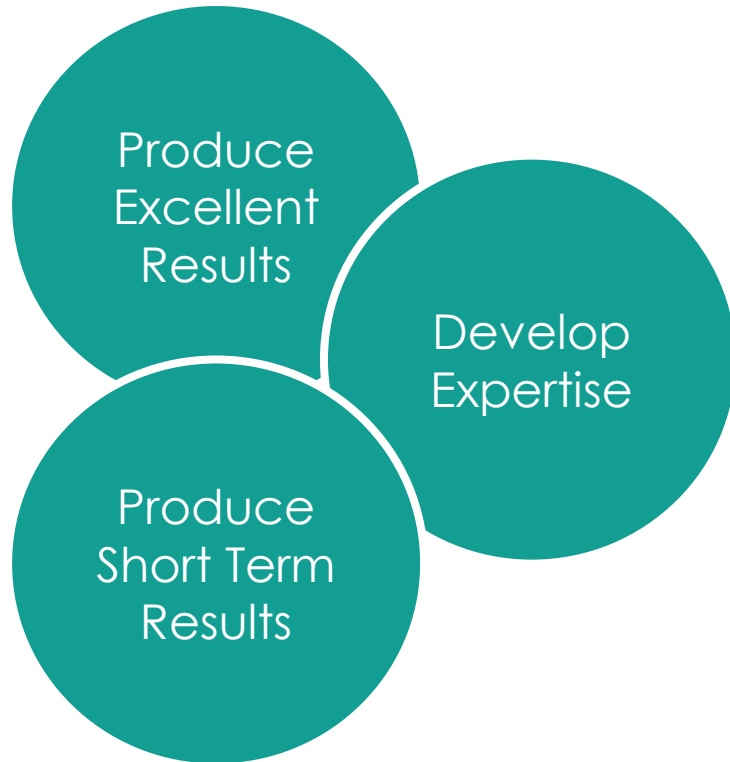 Produce
Excellent
Results
Develop
Expertise
Produce
Short Term
Results